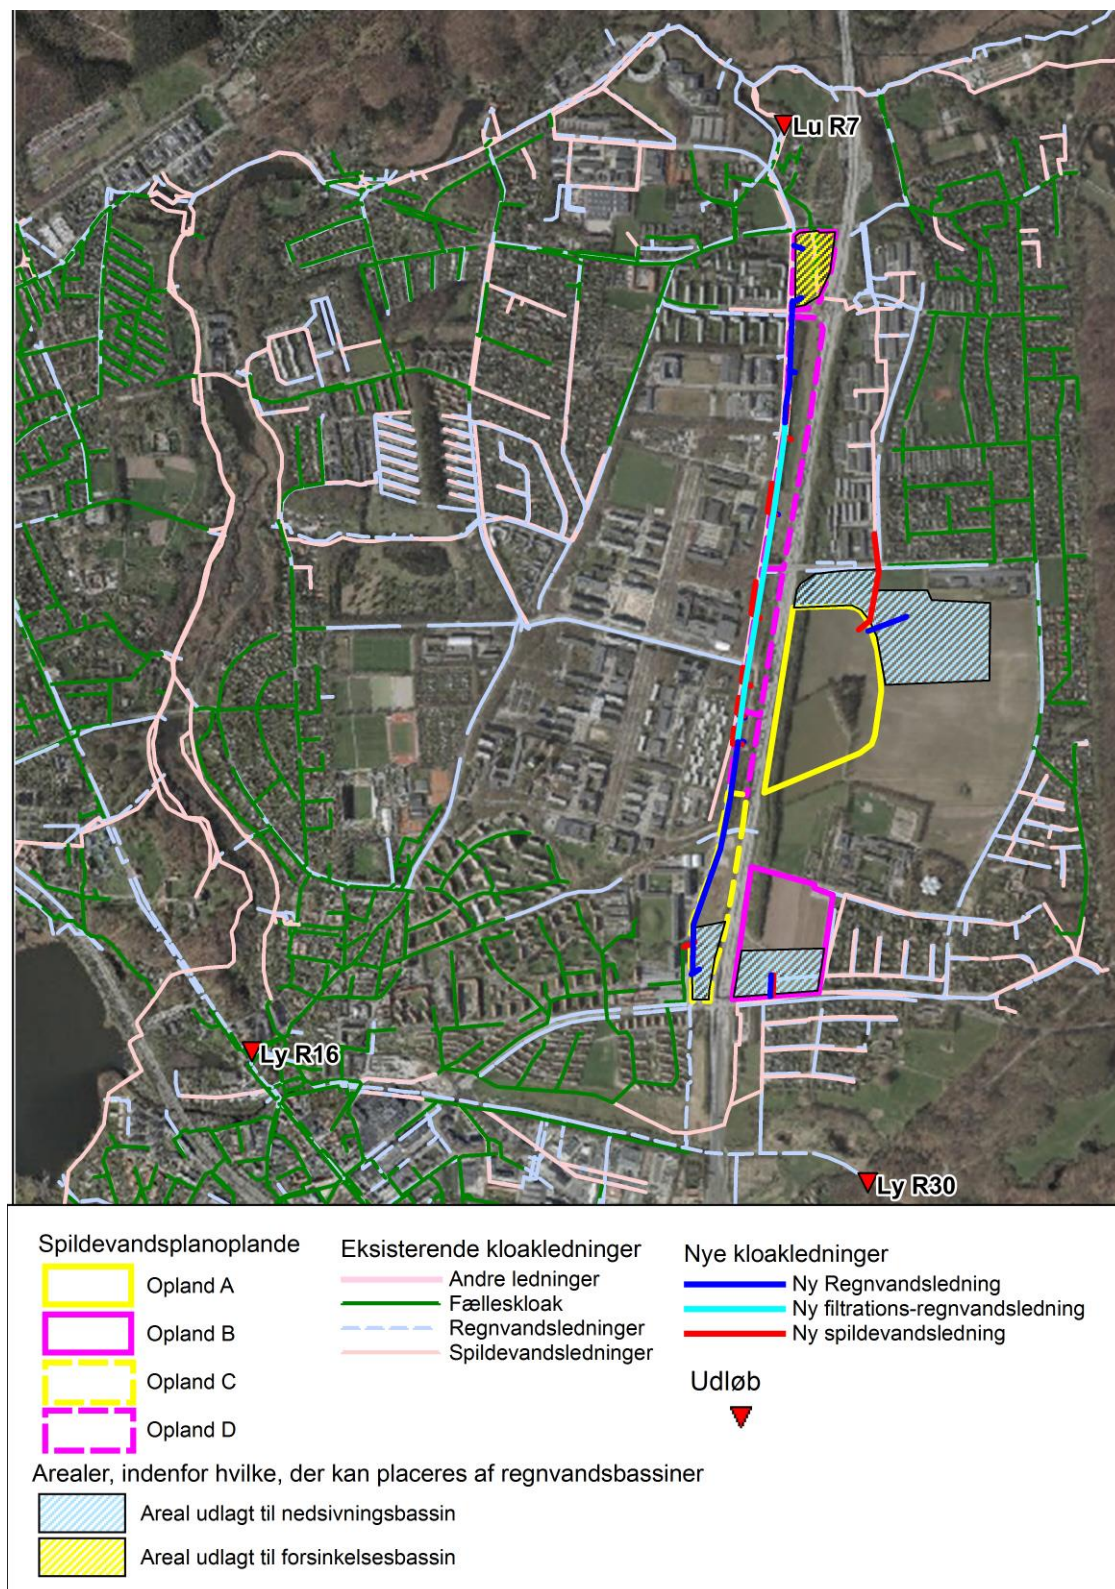 Lu R7
Ly R16
Ly R30
Spildevandsplanoplande
Opland A
Opland B
Opland C
Opland D
Eksisterende kloakledninger
Andre ledninger
Fælleskloak
Regnvandsledninger
Spildevandsledninger
Nye kloakledninger
Ny Regnvandsledning
Ny filtrations-regnvandsledning
Ny spildevandsledning
Udløb
Arealer, indenfor hvilke, der kan placeres af regnvandsbassiner
Areal udlagt til nedsivningsbassin
Areal udlagt til forsinkelsesbassin